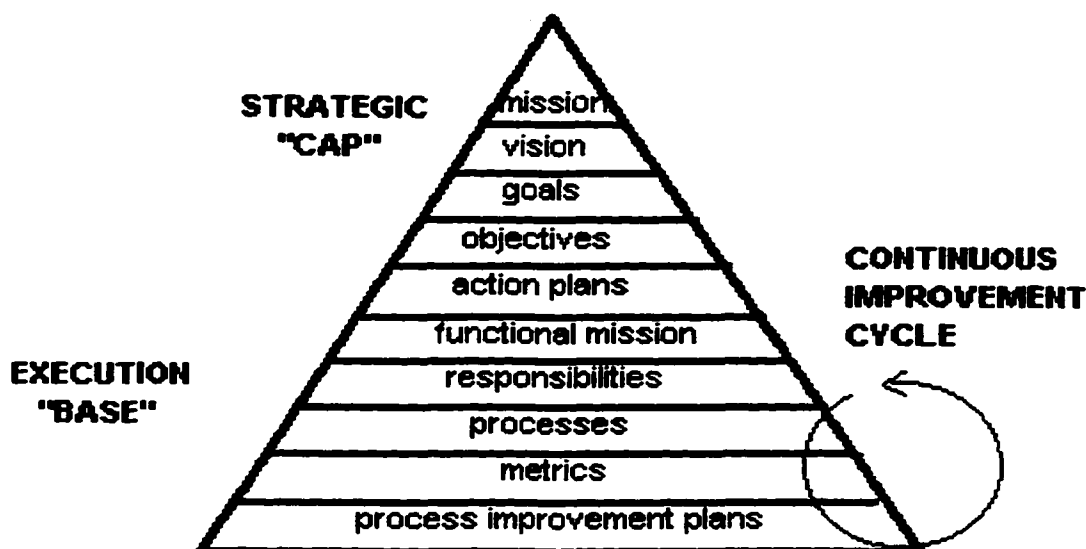 STRATEGIC
"CAP"
mission
vision
goals
objectives
action plans
functional mission
responsibilities
processes
metrics
process improvement plans
EXECUTION
"BASE"
CONTINUOUS
IMPROVEMENT
CYCLE